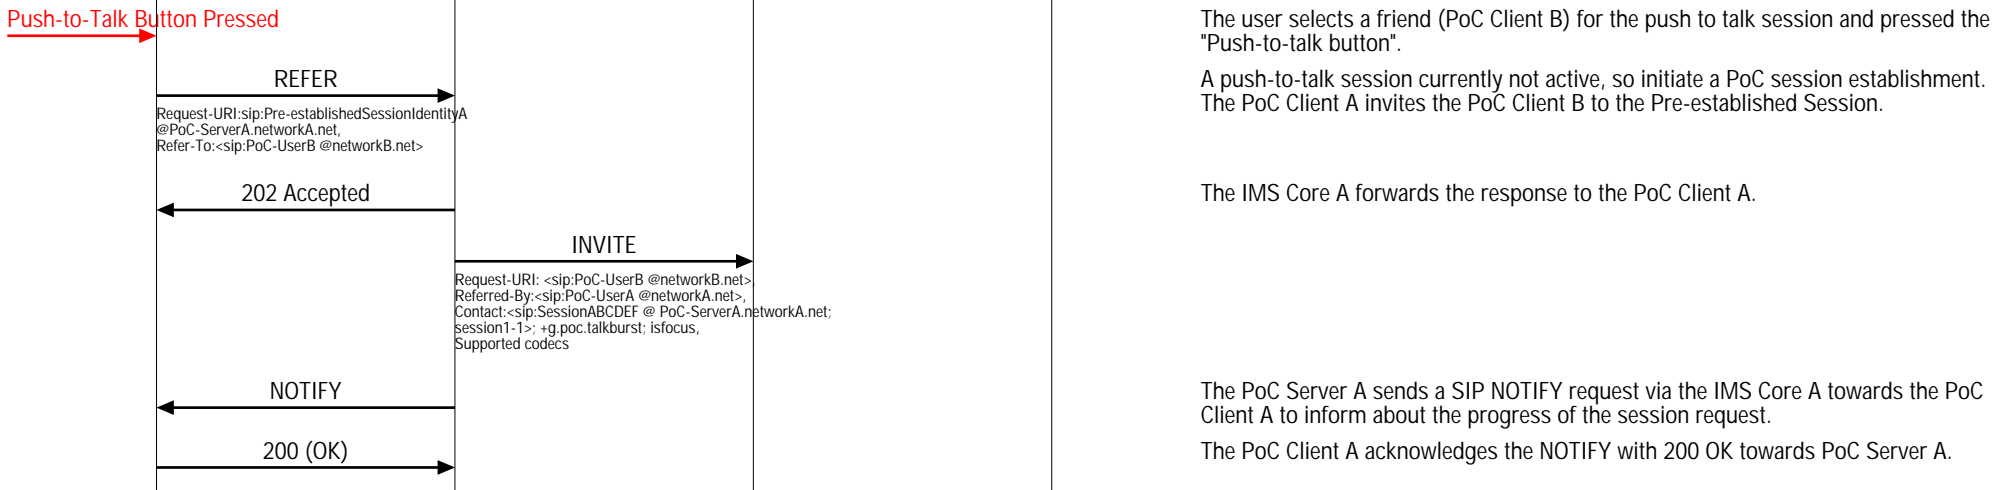 Push-to-Talk Button Pressed
The user selects a friend (PoC Client B) for the push to talk session and pressed the
"Push-to-talk button".
REFER
A push-to-talk session currently not active, so initiate a PoC session establishment.
The PoC Client A invites the PoC Client B to the Pre-established Session.
Request-URI:sip:Pre-establishedSessionIdentityA
@PoC-ServerA.networkA.net,
Refer-To:<sip:PoC-UserB @networkB.net>
202 Accepted
The IMS Core A forwards the response to the PoC Client A.
INVITE
Request-URI: <sip:PoC-UserB @networkB.net>,
Referred-By:<sip:PoC-UserA @networkA.net>,
Contact:<sip:SessionABCDEF @ PoC-ServerA.networkA.net;
session1-1>; +g.poc.talkburst; isfocus,
Supported codecs
NOTIFY
The PoC Server A sends a SIP NOTIFY request via the IMS Core A towards the PoC
Client A to inform about the progress of the session request.
200 (OK)
The PoC Client A acknowledges the NOTIFY with 200 OK towards PoC Server A.